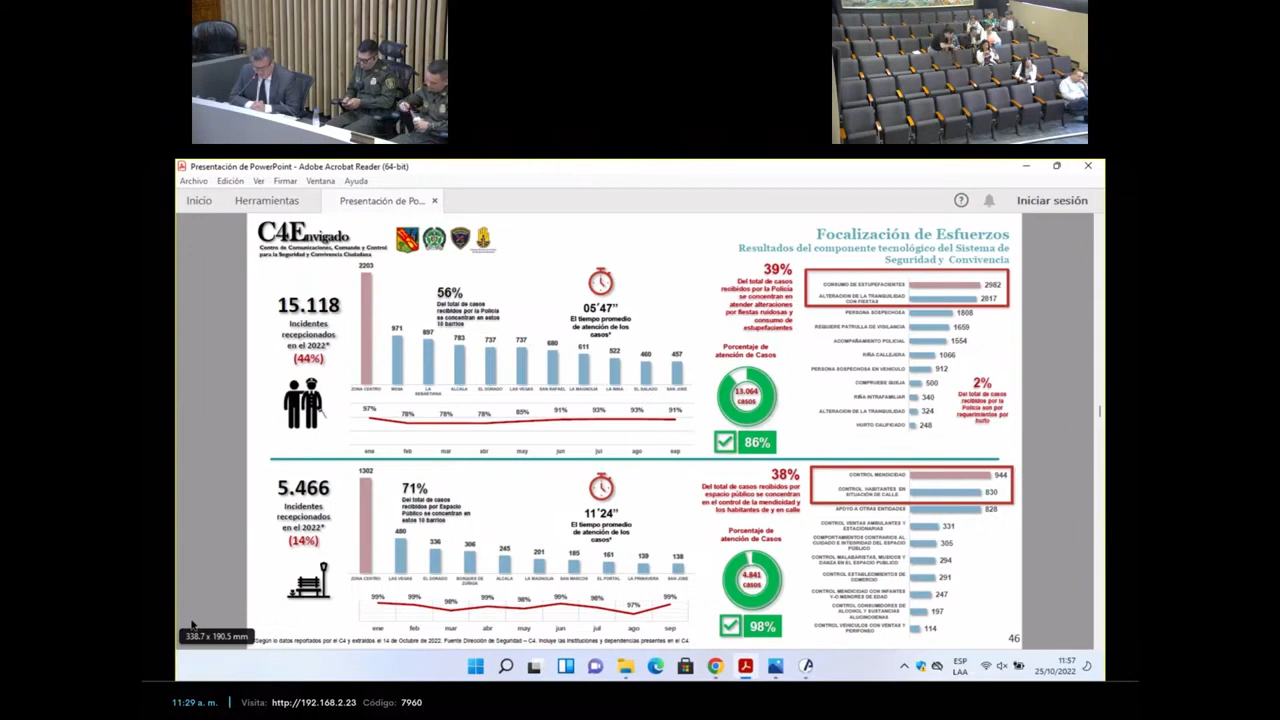 Presentación de PowerPoint - Adobe Acrobat Reader (64-bit)
Archivo Edición Ver Firmar Ventana Ayuda
Inicio Herramientas Presentación de Po... × Iniciar sesión
C4Envigado
Centro de Comunicaciones, Comando y Control
para la Seguridad y Convivencia Ciudadana
Focalización de Esfuerzos
Resultados del componente tecnológico del Sistema de
Seguridad y Convivencia
15.118
Incidentes
recepcionados
en el 2022*
(44%)
2203
971
897
783
737
737
680
611
522
460
457
56%
Del total de casos
recibidos por la Policía
se concentran en estos
10 barrios
05´47”
El tiempo promedio
de atención de los
casos*
ZONA CENTRO
MESA
LA
SEBASTIANA
ALCALA
EL DORADO
LAS VEGAS
SAN RAFAEL
LA MAGNOLIA
LA INMA
EL SALADO
SAN JOSE
97% 78% 78% 78% 85% 91% 93% 93% 91%
ene feb mar abr may jun jul ago sep
39%
Del total de casos
recibidos por la Policía
se concentran en
atender alteraciones
por fiestas ruidosas y
consumo de
estupefacientes
Porcentaje de
atención de Casos
13.064
casos
86%
CONSUMO DE ESTUPEFACIENTES 2982
ALTERACION DE LA TRANQUILIDAD
CON FIESTAS 2817
PERSONA SOSPECHOSA 1808
REQUIERE PATRULLA DE VIGILANCIA 1659
ACOMPAÑAMIENTO POLICIAL 1554
RIÑA CALLEJERA 1066
PERSONA SOSPECHOSA EN VEHICULO 912
COMPRUEBE QUEJA 500
RIÑA INTRAFAMILIAR 340
ALTERACION DE LA TRANQUILIDAD 324
HURTO CALIFICADO 248
2%
Del total de casos
recibidos por la
Policía son por
requerimientos por
hurto
5.466
Incidentes
recepcionados
en el 2022*
(14%)
1302
480
336
306
245
201
185
161
139
138
71%
Del total de casos
recibidos por Espacio
Público se concentran en
estos 10 barrios
11´24”
El tiempo promedio
de atención de los
casos*
ZONA CENTRO
LAS VEGAS
EL DORADO
BOSQUES DE
ZUÑIGA
ALCALA
LA MAGNOLIA
SAN MARCOS
EL PORTAL
LA PRIMAVERA
SAN JOSE
99% 99% 98% 99% 98% 99% 98% 97% 99%
ene feb mar abr may jun jul ago sep
38%
Del total de casos recibidos por
espacio público se concentran
en el control de la mendicidad y
los habitantes de y en calle
Porcentaje de
atención de Casos
4.841
casos
98%
CONTROL MENDICIDAD 944
CONTROL HABITANTES EN
SITUACIÓN DE CALLE 830
APOYO A OTRAS ENTIDADES 828
CONTROL VENTAS AMBULANTES Y
ESTACIONARIAS 331
COMPORTAMIENTOS CONTRARIOS AL
CUIDADO E INTEGRIDAD DEL ESPACIO
PÚBLICO 305
CONTROL MALABARISTAS, MUSICOS Y
DANZA EN EL ESPACIO PUBLICO 294
CONTROL ESTABLECIMIENTOS DE
COMERCIO 291
CONTROL MENDICIDAD CON INFANTES
Y-O MENORES DE EDAD 247
CONTROL CONSUMIDORES DE
ALCOHOL Y SUSTANCIAS
ALUCINOGENAS 197
CONTROL VEHICULOS CON VENTAS Y
PERIFONEO 114
338.7 x 190.5 mm
Según lo datos reportados por el C4 y extraídos el 14 de Octubre de 2022. Fuente Dirección de Seguridad – C4. Incluye las Instituciones y dependencias presentes en el C4.
46
ESP
LAA
11:57
25/10/2022
11:29 a. m. | Visita: http://192.168.2.23 Código: 7960